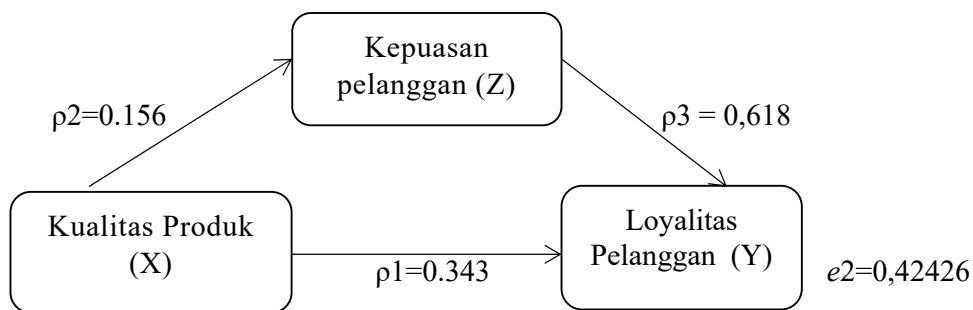 Kepuasan
pelanggan (Z)
ρ2=0.156
ρ3 = 0,618
Kualitas Produk
(X)
ρ1=0.343
Loyalitas
Pelanggan (Y)
e2=0,42426